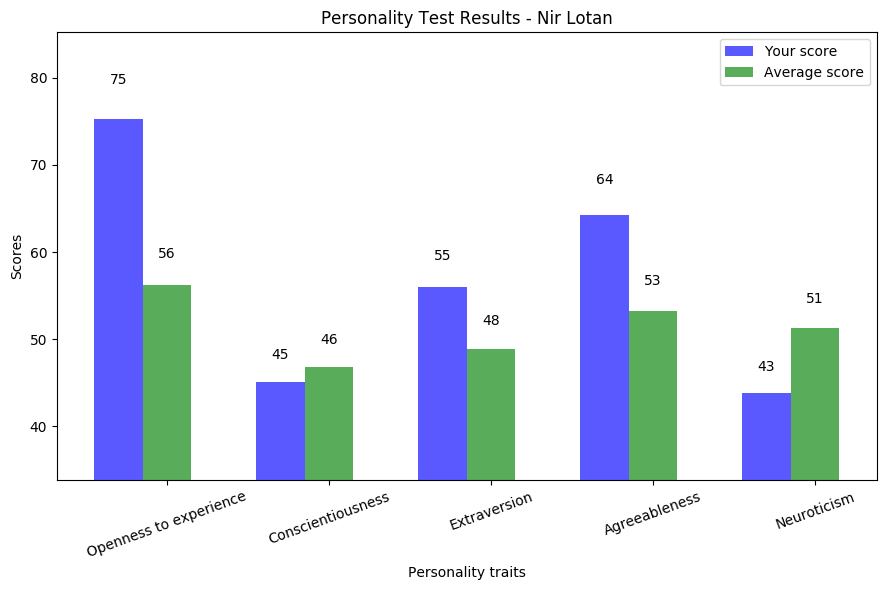 Personality Test Results - Nir Lotan
Your score
Average score
80
70
60
50
40
Scores
75
56
45
46
55
48
64
53
43
51
Openness to experience
Conscientiousness
Extraversion
Agreeableness
Neuroticism
Personality traits